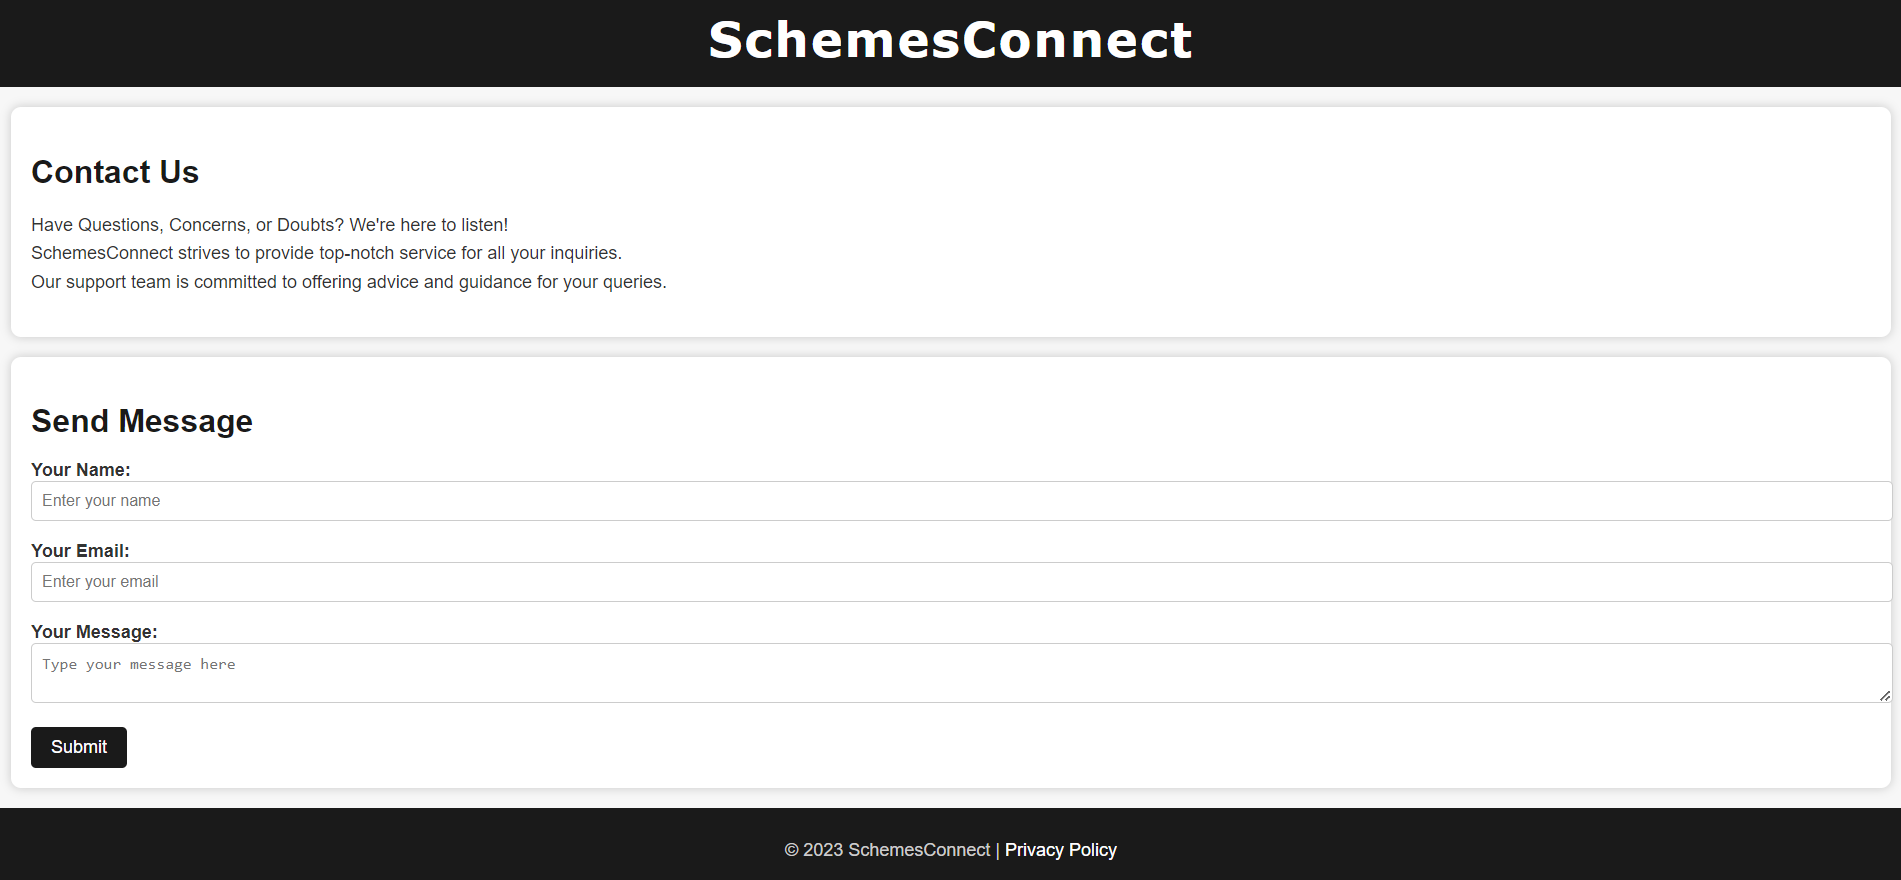 SchemesConnect
Contact Us
Have Questions, Concerns, or Doubts? We're here to listen!
SchemesConnect strives to provide top-notch service for all your inquiries.
Our support team is committed to offering advice and guidance for your queries.
Send Message
Your Name:
Enter your name
Your Email:
Enter your email
Your Message:
Type your message here
Submit
© 2023 SchemesConnect | Privacy Policy